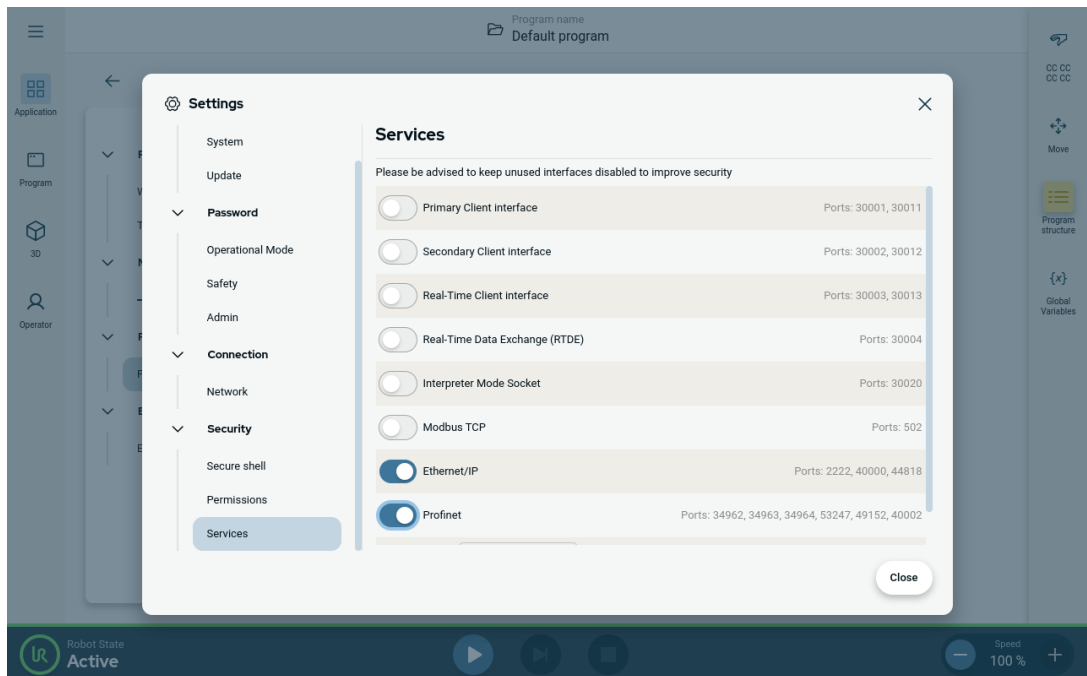 Program name
Default program
Application
Program
3D
Operator
Settings
System
Update
Password
Operational Mode
Safety
Admin
Connection
Network
Security
Secure shell
Permissions
Services
Services
Please be advised to keep unused interfaces disabled to improve security
Primary Client interface Ports: 30001, 30011
Secondary Client interface Ports: 30002, 30012
Real-Time Client interface Ports: 30003, 30013
Real-Time Data Exchange (RTDE) Ports: 30004
Interpreter Mode Socket Ports: 30020
Modbus TCP Ports: 502
Ethernet/IP Ports: 2222, 40000, 44818
Profinet Ports: 34962, 34963, 34964, 53247, 49152, 40002
Close
CC CC
CC CC
Move
Program
structure
{x}
Global
Variables
UR
Robot State
Active
Speed
100 %